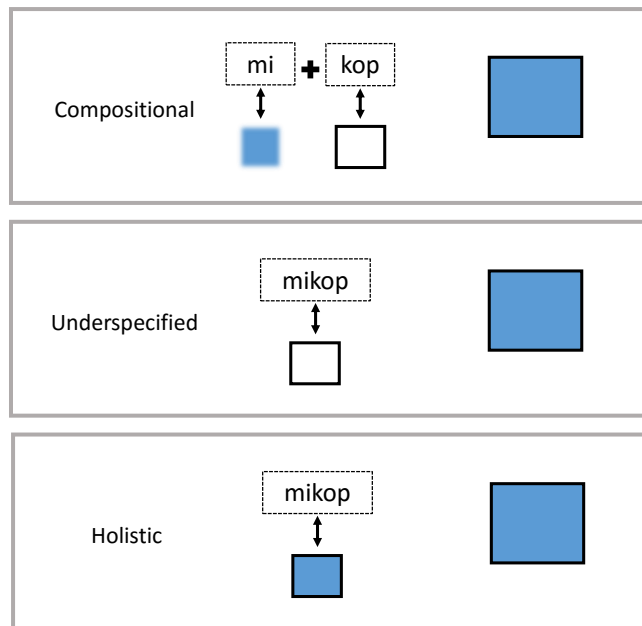 mi + kop
Compositional
mikop
Underspecified
mikop
Holistic